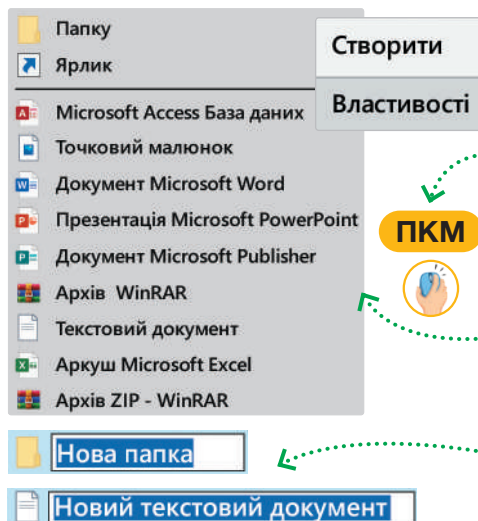 Папку
Ярлик
Microsoft Access База даних
Точковий малюнок
Документ Microsoft Word
Презентація Microsoft PowerPoint
Документ Microsoft Publisher
Архів WinRAR
Текстовий документ
Аркуш Microsoft Excel
Архів ZIP - WinRAR
Створити
Властивості
ПКМ
Нова папка
Новий текстовий документ